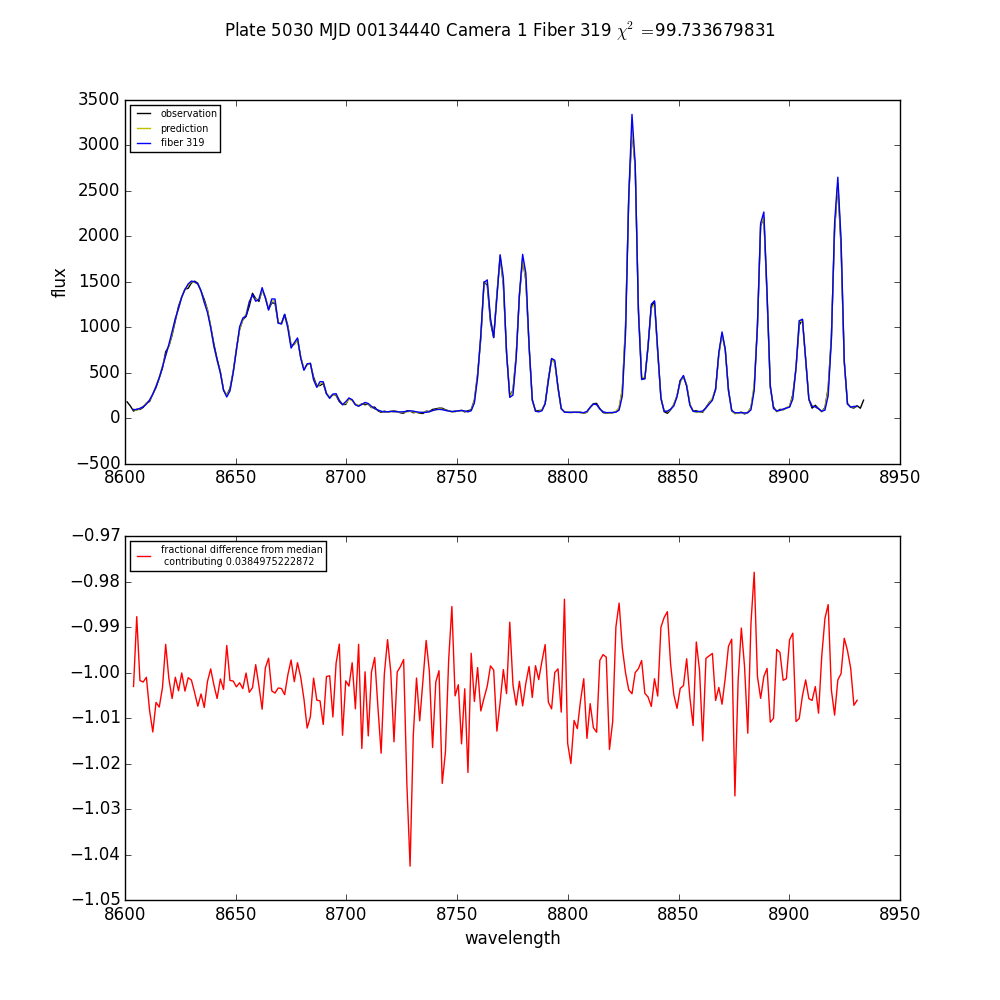 Plate 5030 MJD 00134440 Camera 1 Fiber 319 χ² =99.733679831
3500
3000
2500
2000
1500
1000
500
0
−500
flux
observation
prediction
fiber 319
8600 8650 8700 8750 8800 8850 8900 8950
−0.97
−0.98
−0.99
−1.00
−1.01
−1.02
−1.03
−1.04
−1.05
fractional difference from median
contributing 0.0384975222872
8600 8650 8700 8750 8800 8850 8900 8950
wavelength